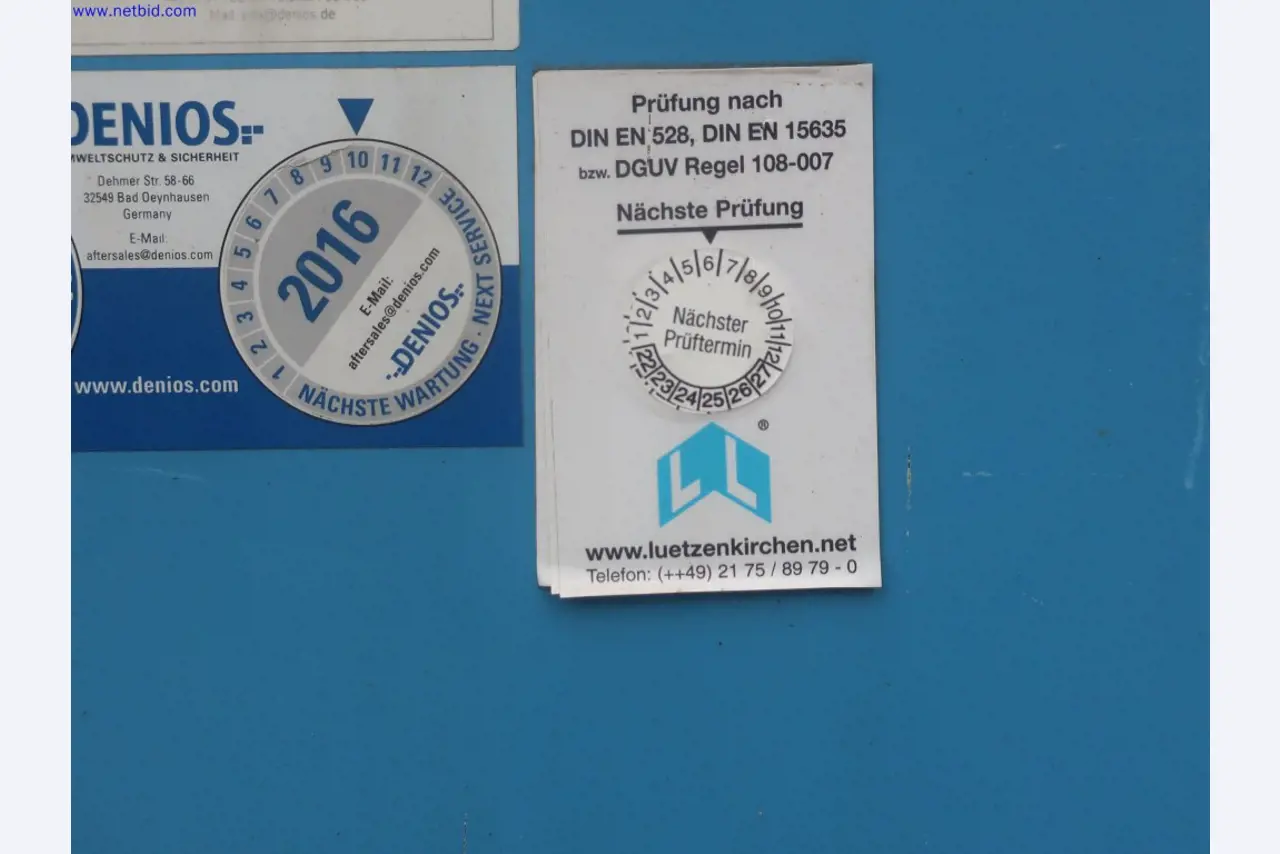 www.netbid.com
DENIOS
MWELTSCHUTZ & SICHERHEIT
Dehmer Str. 58-66
32549 Bad Oeynhausen
Germany
E-Mail:
aftersales@denios.com
www.denios.com
1 2 3 4 5 6 7 8 9 10 11 12
2016
E-Mail:
aftersales@denios.com
DENIOS
NÄCHSTE WARTUNG · NEXT SERVICE
Prüfung nach
DIN EN 528, DIN EN 15635
bzw. DGUV Regel 108-007
Nächste Prüfung
1 2 3 4 5 6 7 8 9 10 11 12
Nächster
Prüftermin
22 23 24 25 26 27
LL ®
www.luetzenkirchen.net
Telefon: (++49) 21 75 / 89 79 - 0